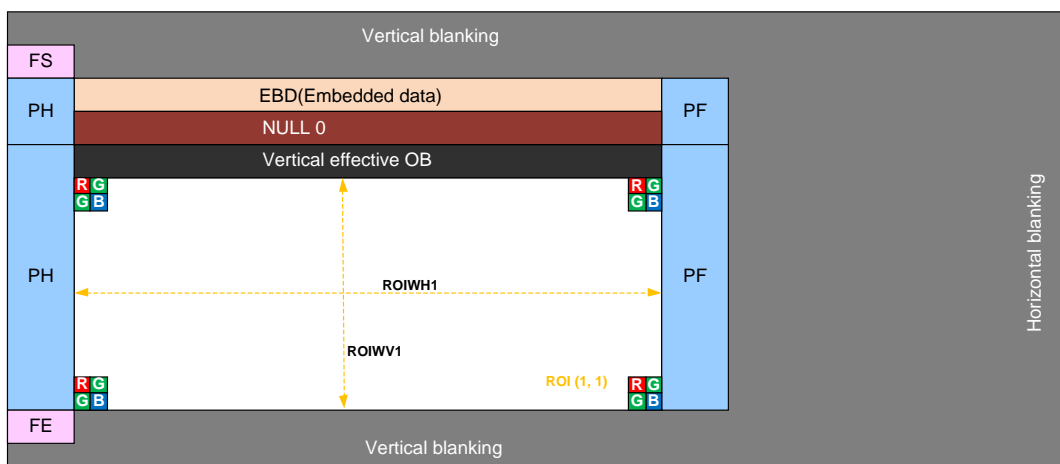 Vertical blanking
FS
PH
EBD(Embedded data)
PF
NULL 0
Vertical effective OB
R G
G B
R G
G B
PH
ROIWH1
PF
Horizontal blanking
ROIWV1
ROI (1, 1)
R G
G B
R G
G B
FE
Vertical blanking